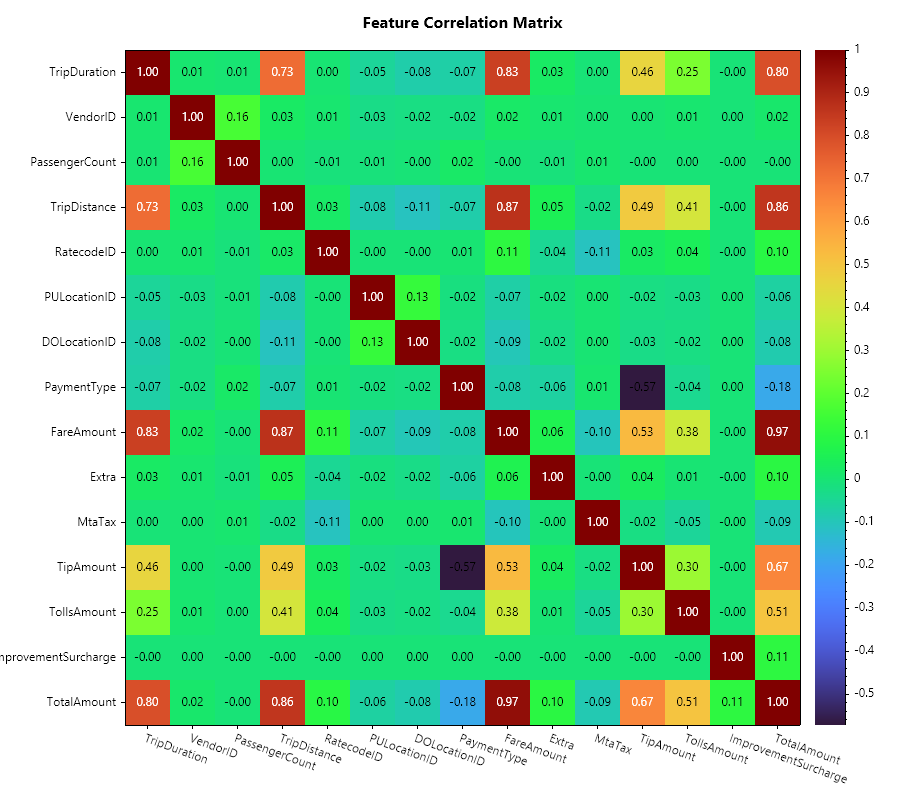 Feature Correlation Matrix
TripDuration 1.00 0.01 0.01 0.73 0.00 -0.05 -0.08 -0.07 0.83 0.03 0.00 0.46 0.25 -0.00 0.80
VendorID 0.01 1.00 0.16 0.03 0.01 -0.03 -0.02 -0.02 0.02 0.01 0.00 0.00 0.01 0.00 0.02
PassengerCount 0.01 0.16 1.00 0.00 -0.01 -0.01 -0.00 0.02 -0.00 -0.01 0.01 -0.00 0.00 -0.00 -0.00
TripDistance 0.73 0.03 0.00 1.00 0.03 -0.08 -0.11 -0.07 0.87 0.05 -0.02 0.49 0.41 -0.00 0.86
RatecodeID 0.00 0.01 -0.01 0.03 1.00 -0.00 -0.00 0.01 0.11 -0.04 -0.11 0.03 0.04 0.00 0.10
PULocationID -0.05 -0.03 -0.01 -0.08 -0.00 1.00 0.13 -0.02 -0.07 -0.02 0.00 -0.02 -0.03 0.00 -0.06
DOLocationID -0.08 -0.02 -0.00 -0.11 -0.00 0.13 1.00 -0.02 -0.09 -0.02 0.00 -0.03 -0.02 0.00 -0.08
PaymentType -0.07 -0.02 0.02 -0.07 0.01 -0.02 -0.02 1.00 -0.08 -0.06 0.01 -0.57 -0.04 0.00 -0.18
FareAmount 0.83 0.02 -0.00 0.87 0.11 -0.07 -0.09 -0.08 1.00 0.06 -0.10 0.53 0.38 -0.00 0.97
Extra 0.03 0.01 -0.01 0.05 -0.04 -0.02 -0.02 -0.06 0.06 1.00 -0.00 0.04 0.01 -0.00 0.10
MtaTax 0.00 0.00 0.01 -0.02 -0.11 0.00 0.00 0.01 -0.10 -0.00 1.00 -0.02 -0.05 -0.00 -0.09
TipAmount 0.46 0.00 -0.00 0.49 0.03 -0.02 -0.03 -0.57 0.53 0.04 -0.02 1.00 0.30 -0.00 0.67
TollsAmount 0.25 0.01 0.00 0.41 0.04 -0.03 -0.02 -0.04 0.38 0.01 -0.05 0.30 1.00 -0.00 0.51
mprovementSurcharge -0.00 0.00 -0.00 -0.00 0.00 0.00 0.00 0.00 -0.00 -0.00 -0.00 -0.00 -0.00 1.00 0.11
TotalAmount 0.80 0.02 -0.00 0.86 0.10 -0.06 -0.08 -0.18 0.97 0.10 -0.09 0.67 0.51 0.11 1.00
TripDuration VendorID PassengerCount TripDistance RatecodeID PULocationID DOLocationID PaymentType FareAmount Extra MtaTax TipAmount TollsAmount ImprovementSurcharge TotalAmount
1
0.9
0.8
0.7
0.6
0.5
0.4
0.3
0.2
0.1
0
-0.1
-0.2
-0.3
-0.4
-0.5